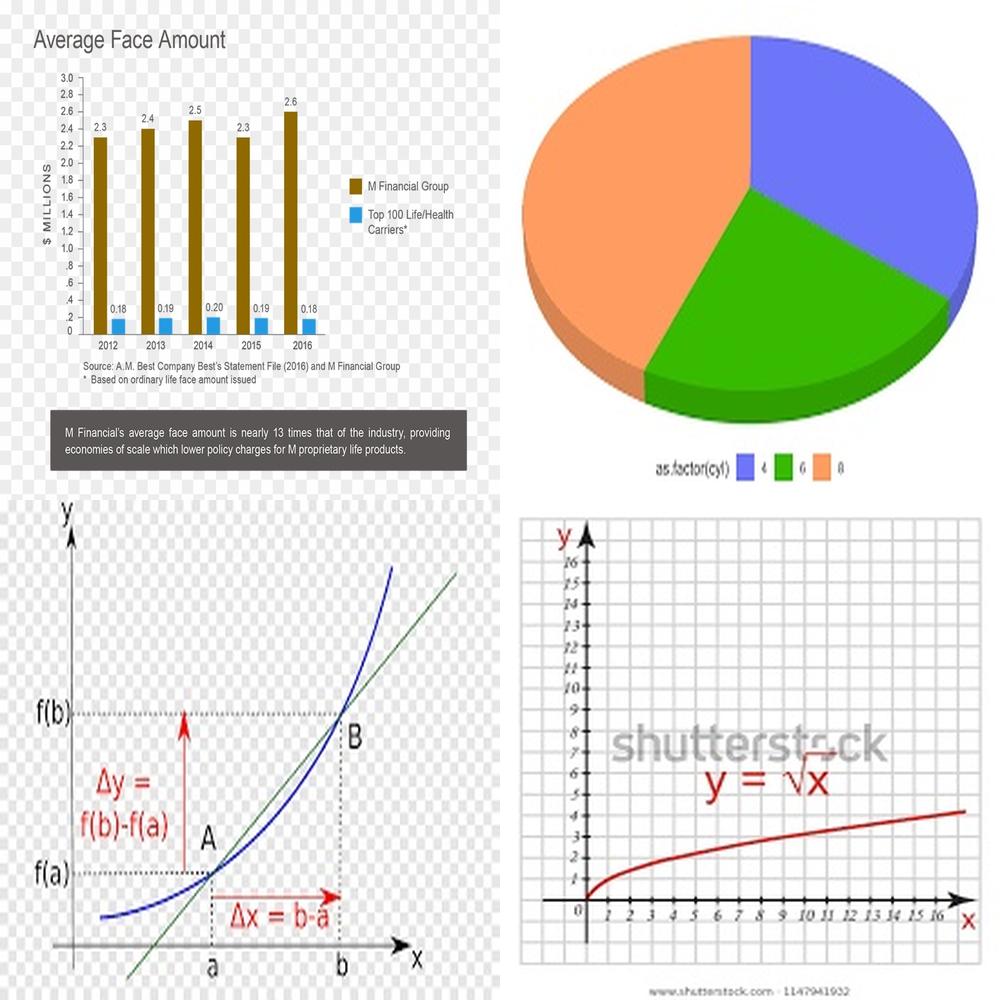 Average Face Amount
3.0
2.8
2.6
2.4
2.2
2.0
1.8
1.6
1.4
1.2
1.0
.8
.6
.4
.2
0
$ MILLIONS
2.3
2.4
2.5
2.3
2.6
0.18
0.19
0.20
0.19
0.18
2012 2013 2014 2015 2016
M Financial Group
Top 100 Life/Health
Carriers*
Source: A.M. Best Company Best's Statement File (2016) and M Financial Group
* Based on ordinary life face amount issued
M Financial's average face amount is nearly 13 times that of the industry, providing
economies of scale which lower policy charges for M proprietary life products.
as.factor(cyl) 4 6 8
y
f(b)
B
Δy =
f(b)-f(a)
A
f(a)
Δx = b-a
a b x
y
16
15
14
13
12
11
10
9
8
7
6
5
4
3
2
1
shutterstock
y = √x
0 1 2 3 4 5 6 7 8 9 10 11 12 13 14 15 16
x
www.shutterstock.com · 1147941932